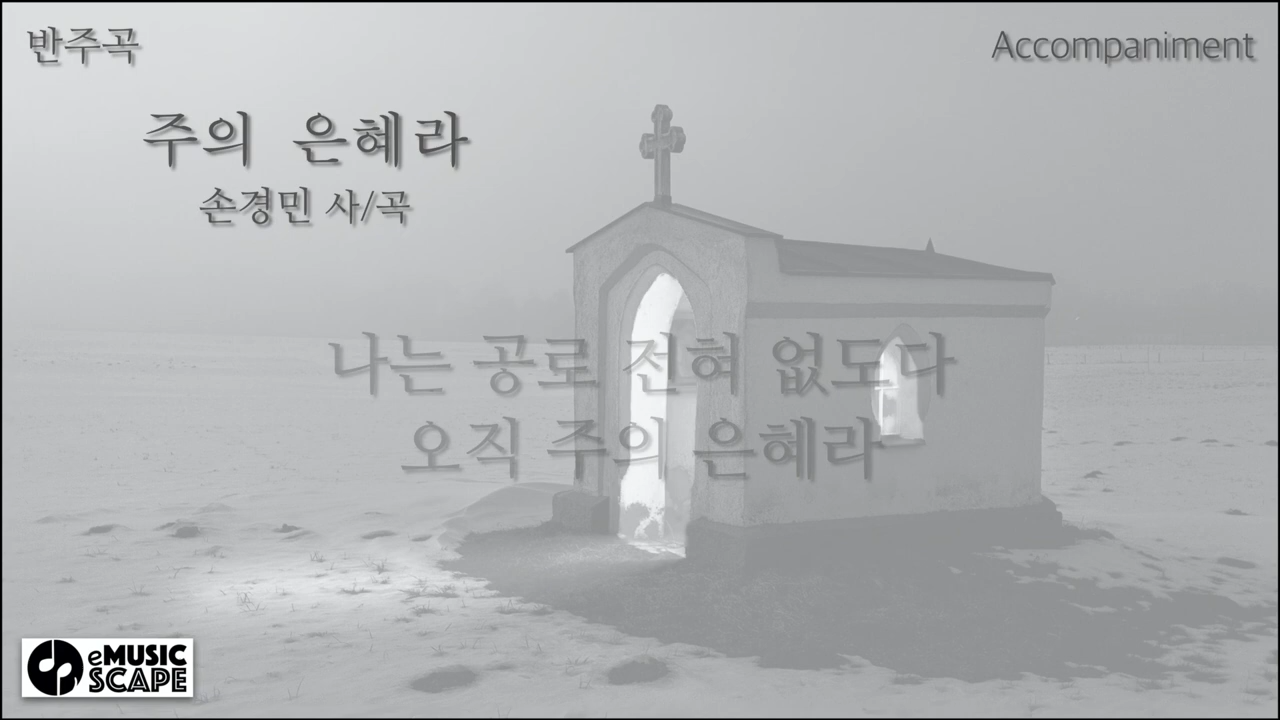 반주곡
Accompaniment
주의 은혜라
손경민 사/곡
나는 공로 전혀 없도다
오직 주의 은혜라
eMUSIC
SCAPE